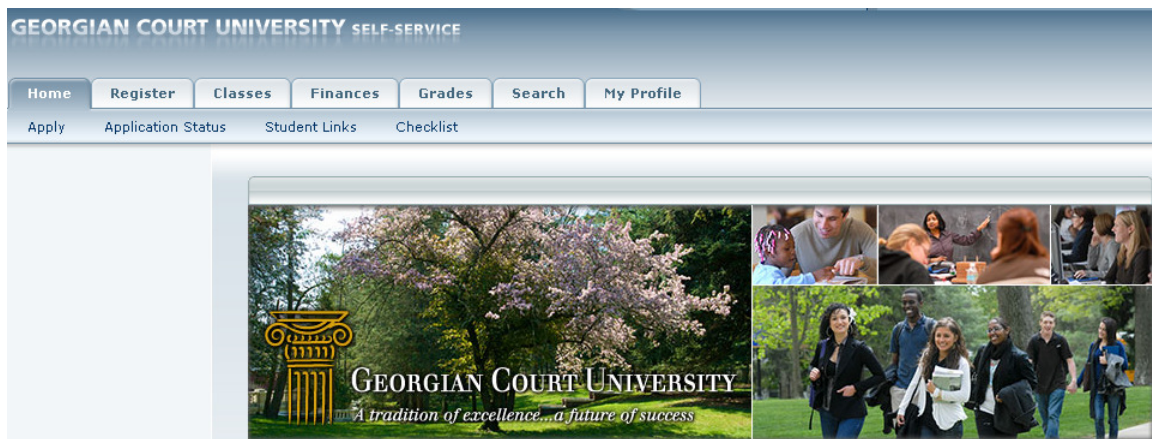 GEORGIAN COURT UNIVERSITY SELF-SERVICE
Home Register Classes Finances Grades Search My Profile
Apply Application Status Student Links Checklist
GEORGIAN COURT UNIVERSITY
A tradition of excellence...a future of success